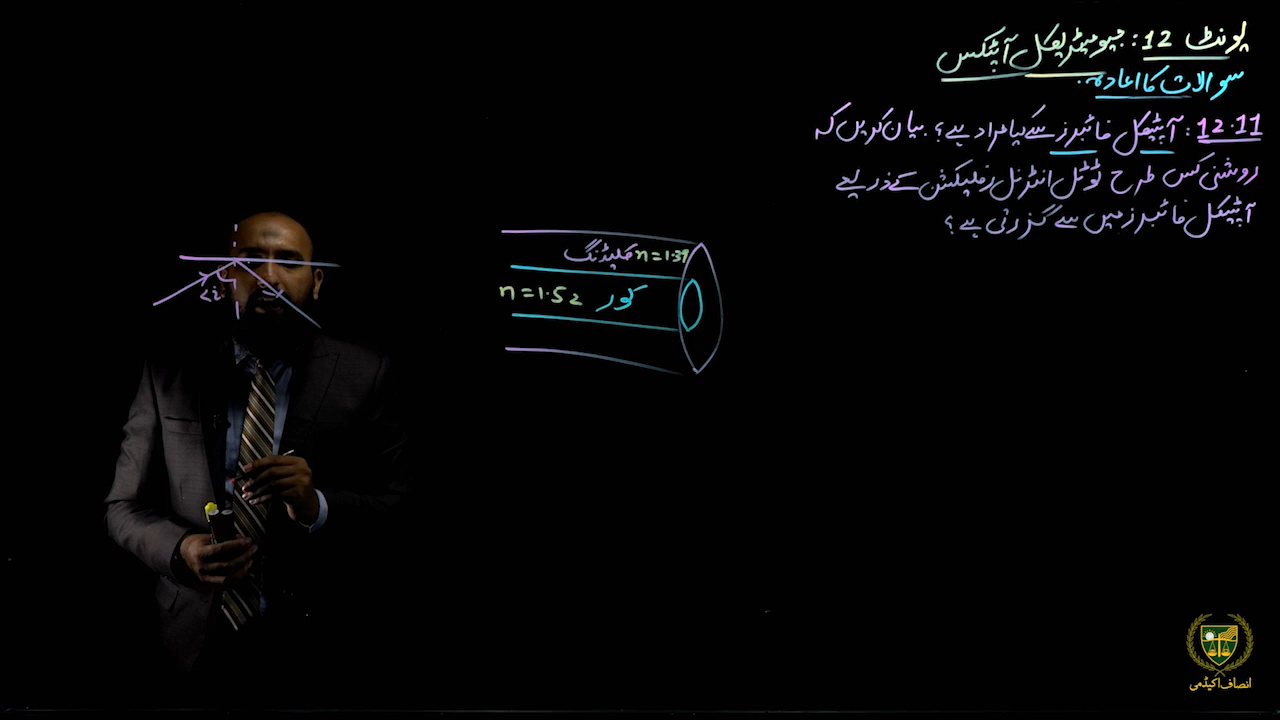 یونٹ 12 : جیومیٹریکل آپٹکس
سوالات کا اعادہ:
12.11 : آپٹیکل فائبرز سے کیا مراد ہے؟ بیان کریں کہ
روشنی کس طرح ٹوٹل انٹرنل رفلیکشن کے ذریعے
آپٹیکل فائبرز میں سے گزرتی ہے؟
کلیڈنگ n=1.39
n=1.52 کور
<i
انصاف اکیڈمی